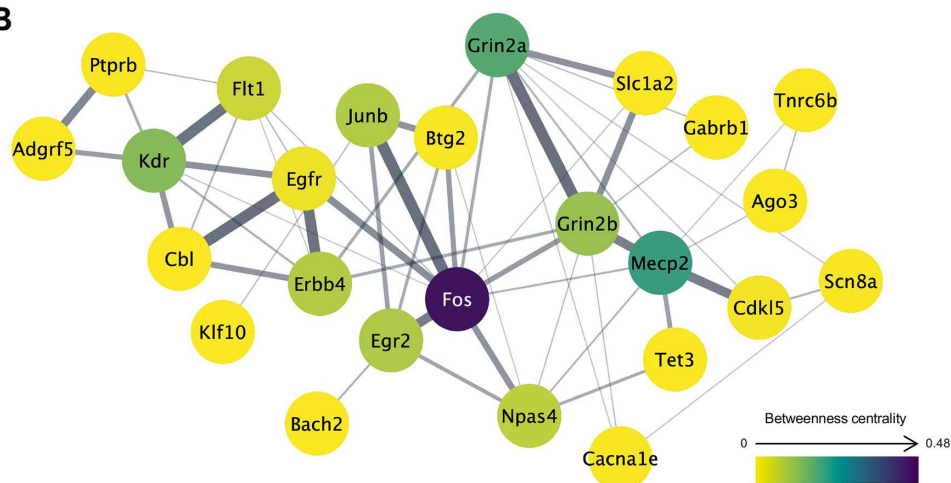 B
Grin2a
Ptprb
Slc1a2
Flt1
Tnrc6b
Junb
Gabrb1
Btg2
Adgrf5
Kdr
Egfr
Ago3
Grin2b
Cbl
Mecp2
Erbb4
Scn8a
Fos
Cdkl5
Klf10
Egr2
Tet3
Npas4
Bach2
Betweenness centrality
0
0.48
Cacna1e